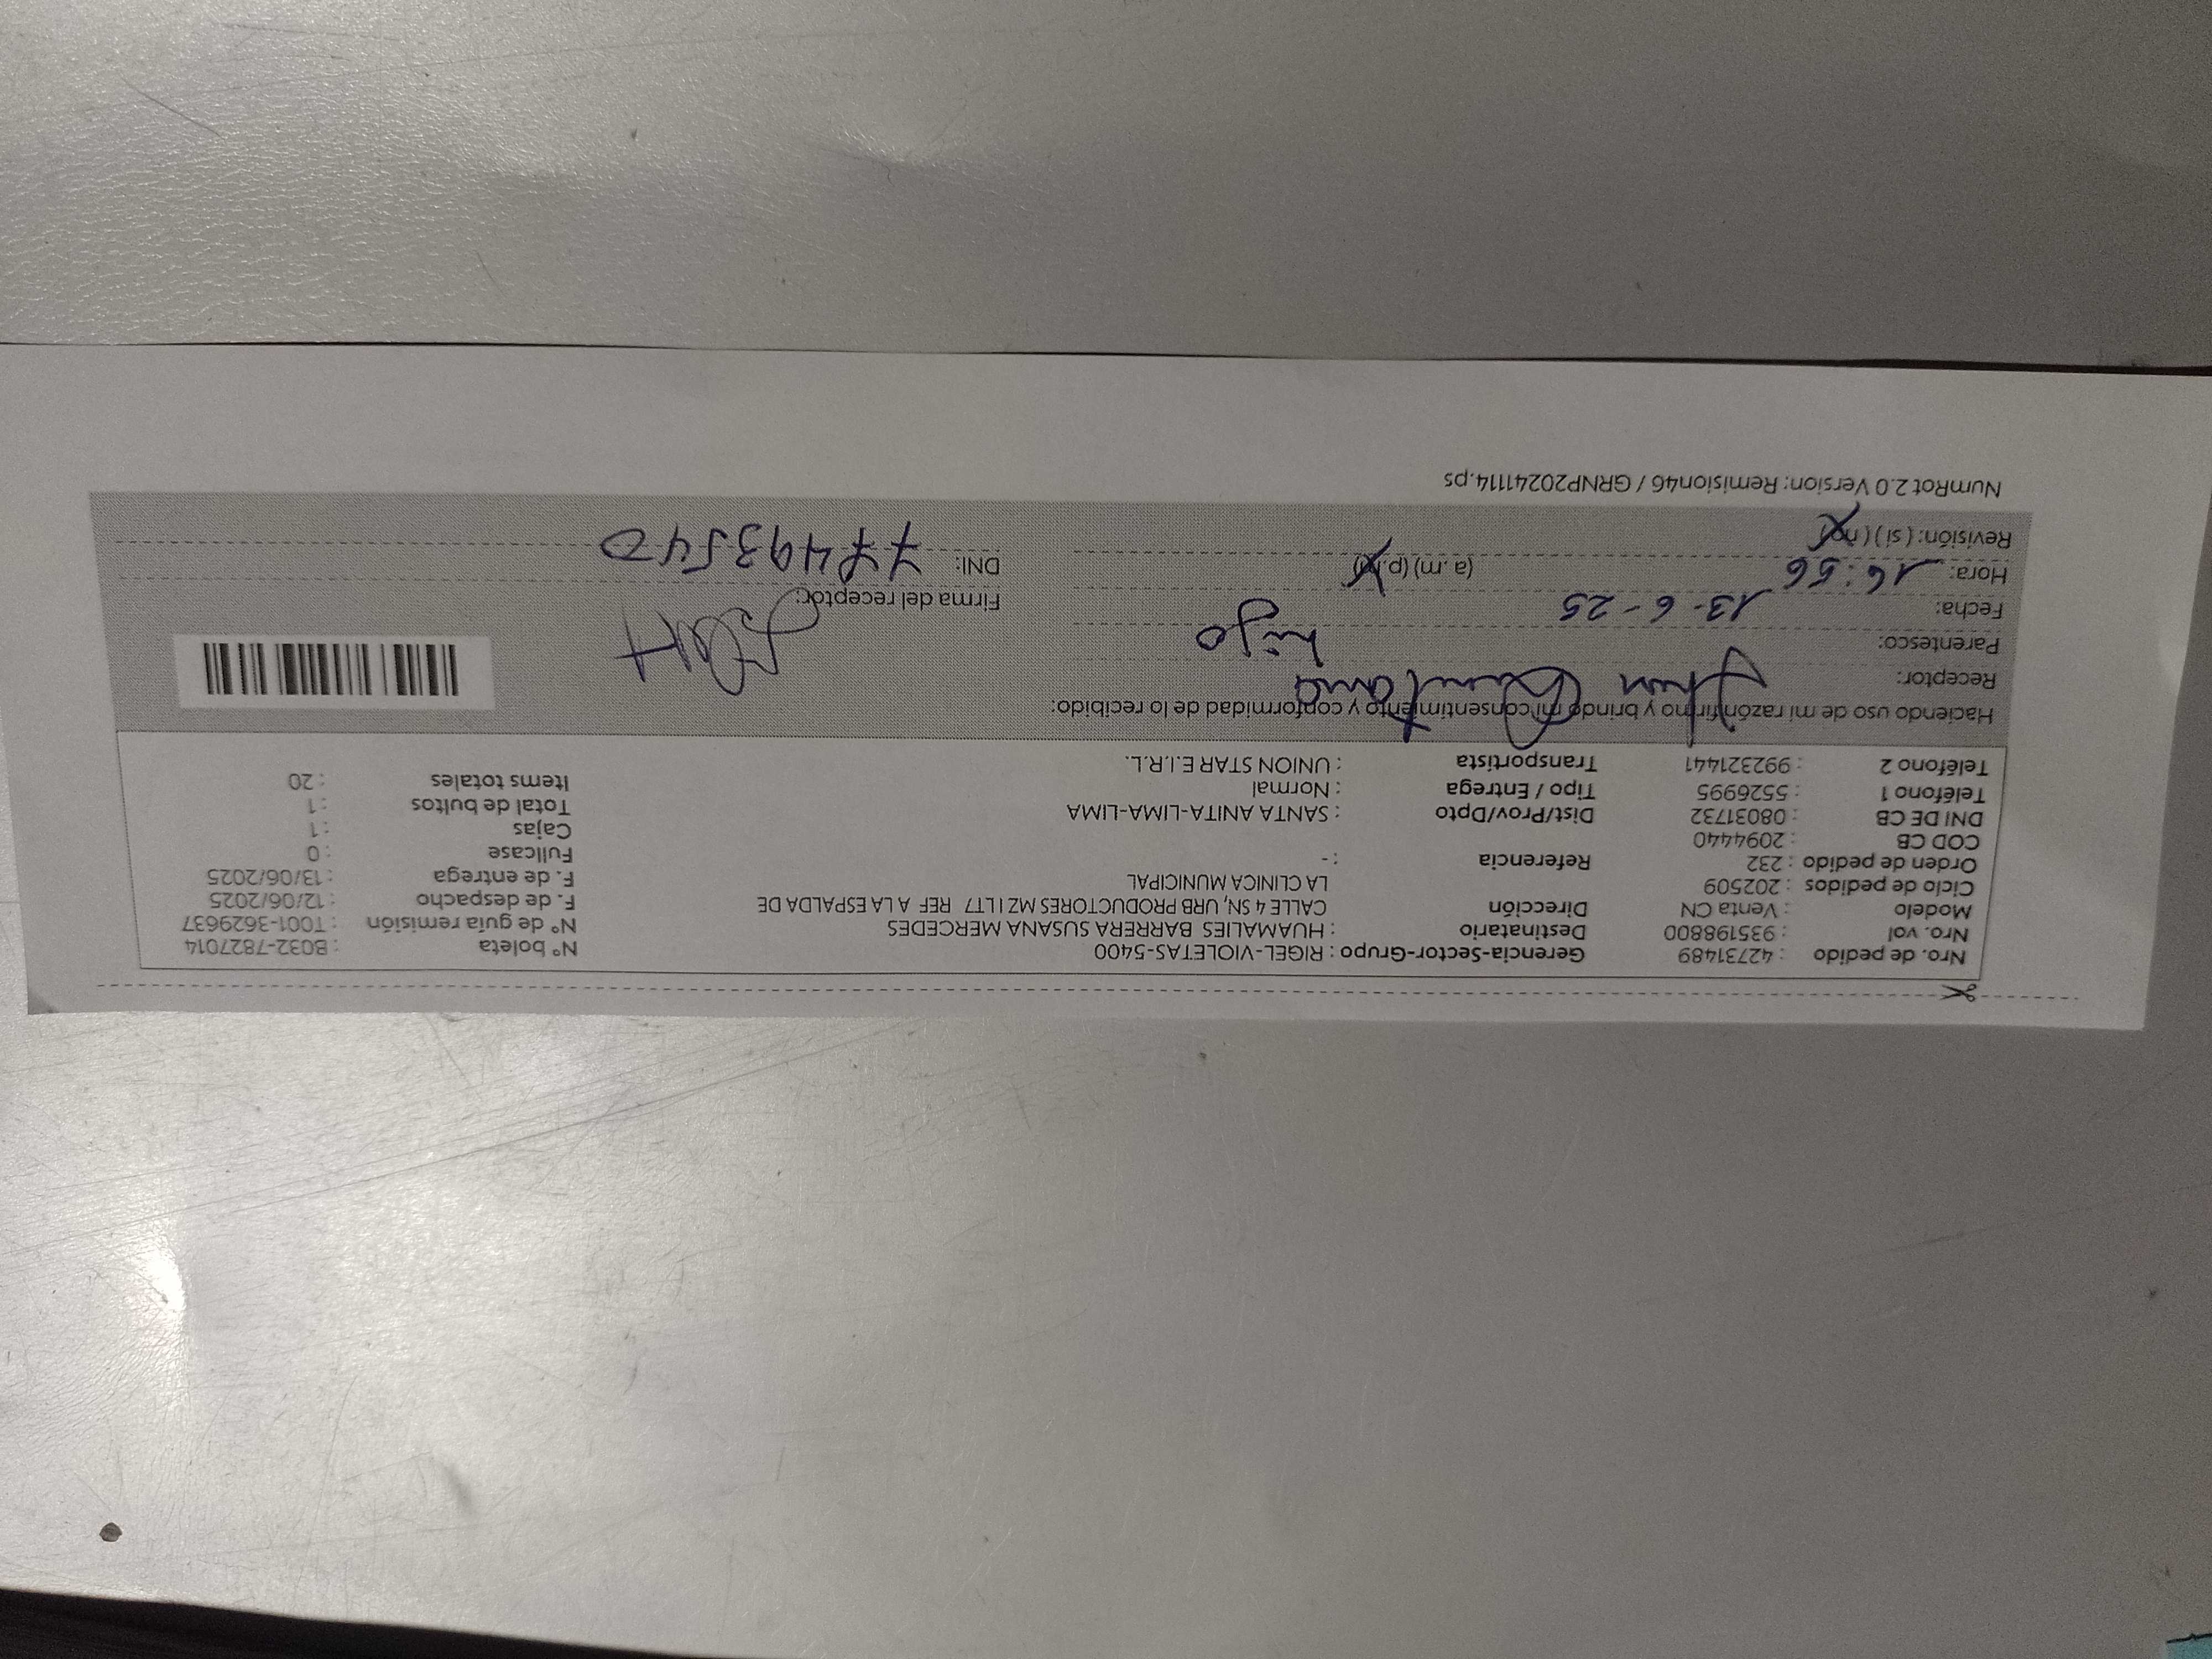 Nro. de pedido : 42731489 Gerencia-Sector-Grupo : RIGEL-VIOLETAS-5400 N° boleta : B032-7827014
Nro. vol : 935198800 Destinatario : HUAMALIES BARRERA SUSANA MERCEDES N° de guía remisión : T001-3629637
Modelo : Venta CN Dirección CALLE 4 SN, URB PRODUCTORES MZ I LT7 REF A LA ESPALDA DE F. de despacho : 12/06/2025
Ciclo de pedidos : 202509 LA CLINICA MUNICIPAL F. de entrega : 13/06/2025
Orden de pedido : 232 Referencia : - Fullcase : 0
COD CB : 2094440 Cajas : 1
DNI DE CB : 08031732 Dist/Prov/Dpto : SANTA ANITA-LIMA-LIMA Total de bultos : 1
Teléfono 1 : 5526995 Tipo / Entrega : Normal Items totales : 20
Teléfono 2 : 992321441 Transportista : UNION STAR E.I.R.L.
Haciendo uso de mi razón firmo y brindo mi consentimiento y conformidad de lo recibido:
Receptor: Jhon Quintana
Parentesco: hijo
Fecha: 13-6-25 Firma del receptor:
Hora: 16:56 (a.m) (p.m) DNI: 77493540
Revisión: (si) (no)
NumRot 2.0 Version: Remision46 / GRNP20241114.ps